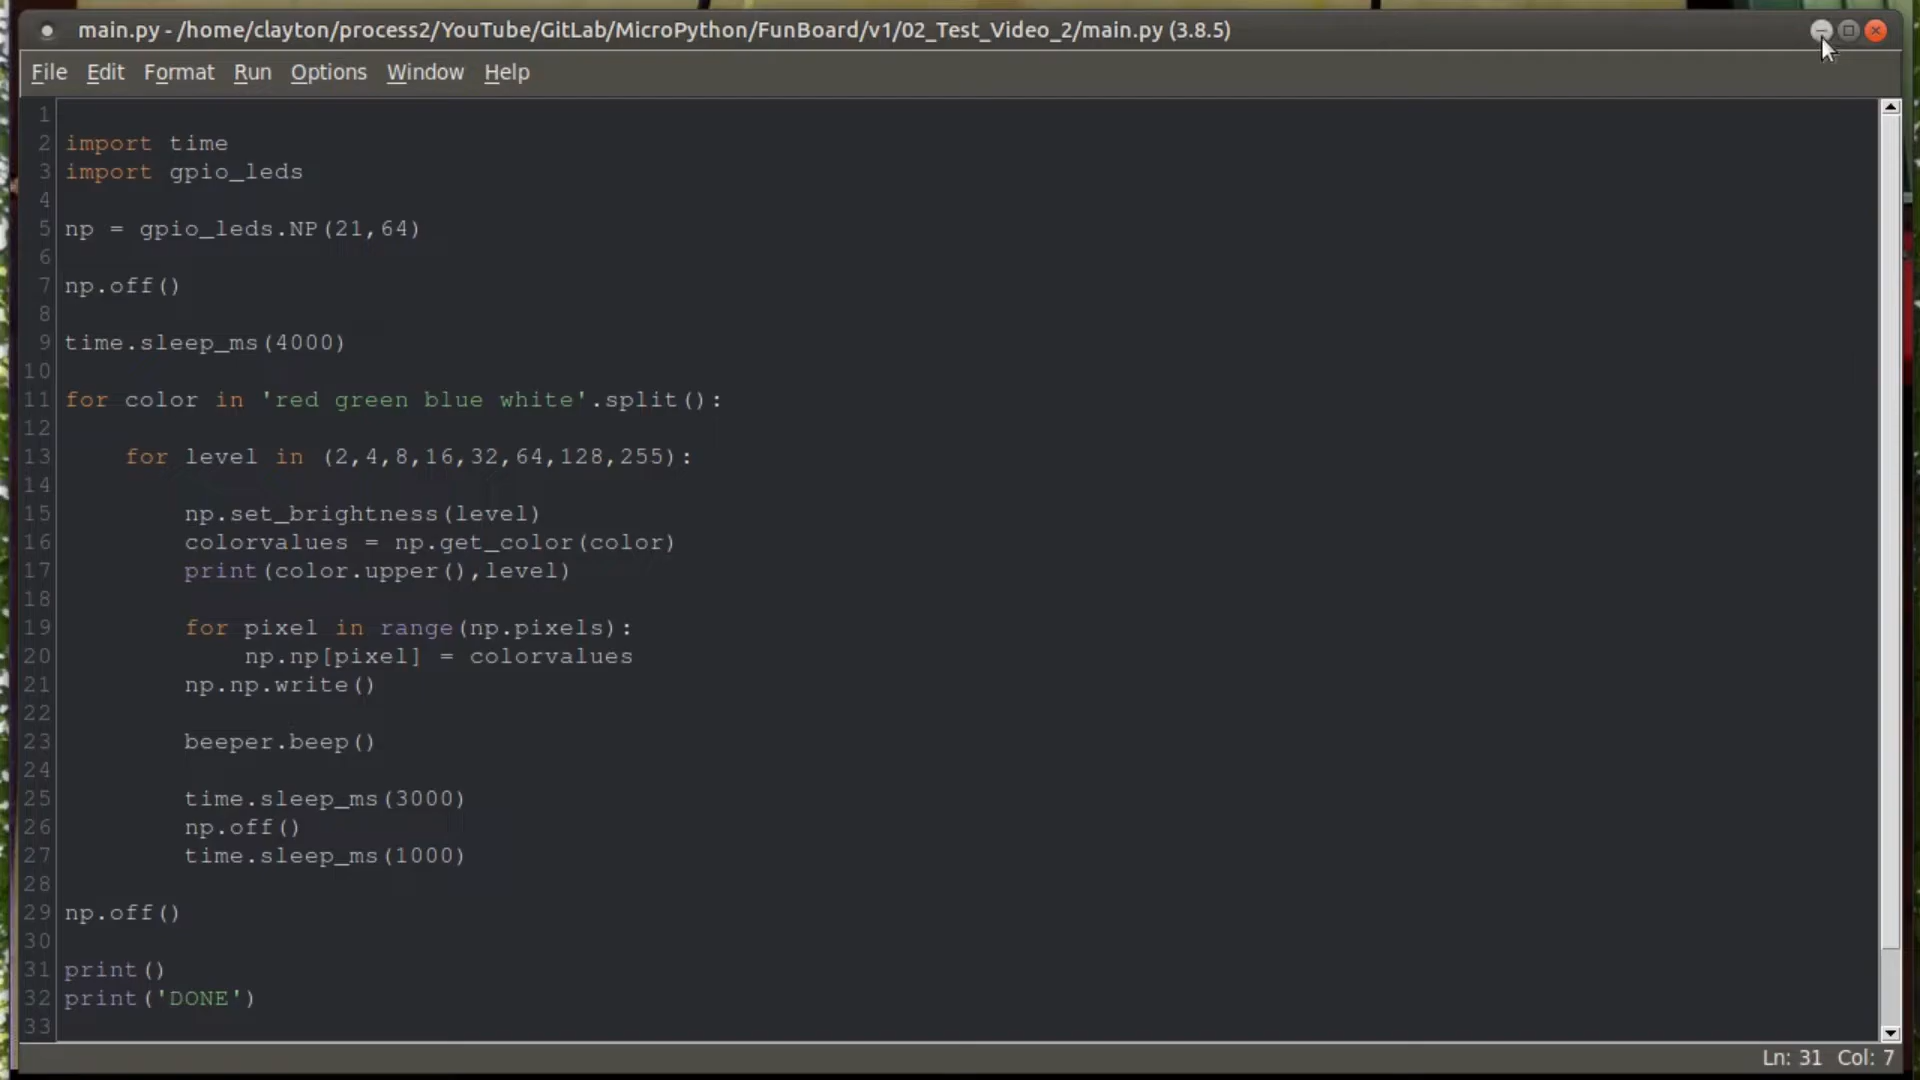 main.py - /home/clayton/process2/YouTube/GitLab/MicroPython/FunBoard/v1/02_Test_Video_2/main.py (3.8.5)
File Edit Format Run Options Window Help
1
2 import time
3 import gpio_leds
4
5 np = gpio_leds.NP(21,64)
6
7 np.off()
8
9 time.sleep_ms(4000)
10
11 for color in 'red green blue white'.split():
12
13     for level in (2,4,8,16,32,64,128,255):
14
15         np.set_brightness(level)
16         colorvalues = np.get_color(color)
17         print(color.upper(),level)
18
19         for pixel in range(np.pixels):
20             np.np[pixel] = colorvalues
21         np.np.write()
22
23         beeper.beep()
24
25         time.sleep_ms(3000)
26         np.off()
27         time.sleep_ms(1000)
28
29 np.off()
30
31 print()
32 print('DONE')
33
Ln: 31 Col: 7